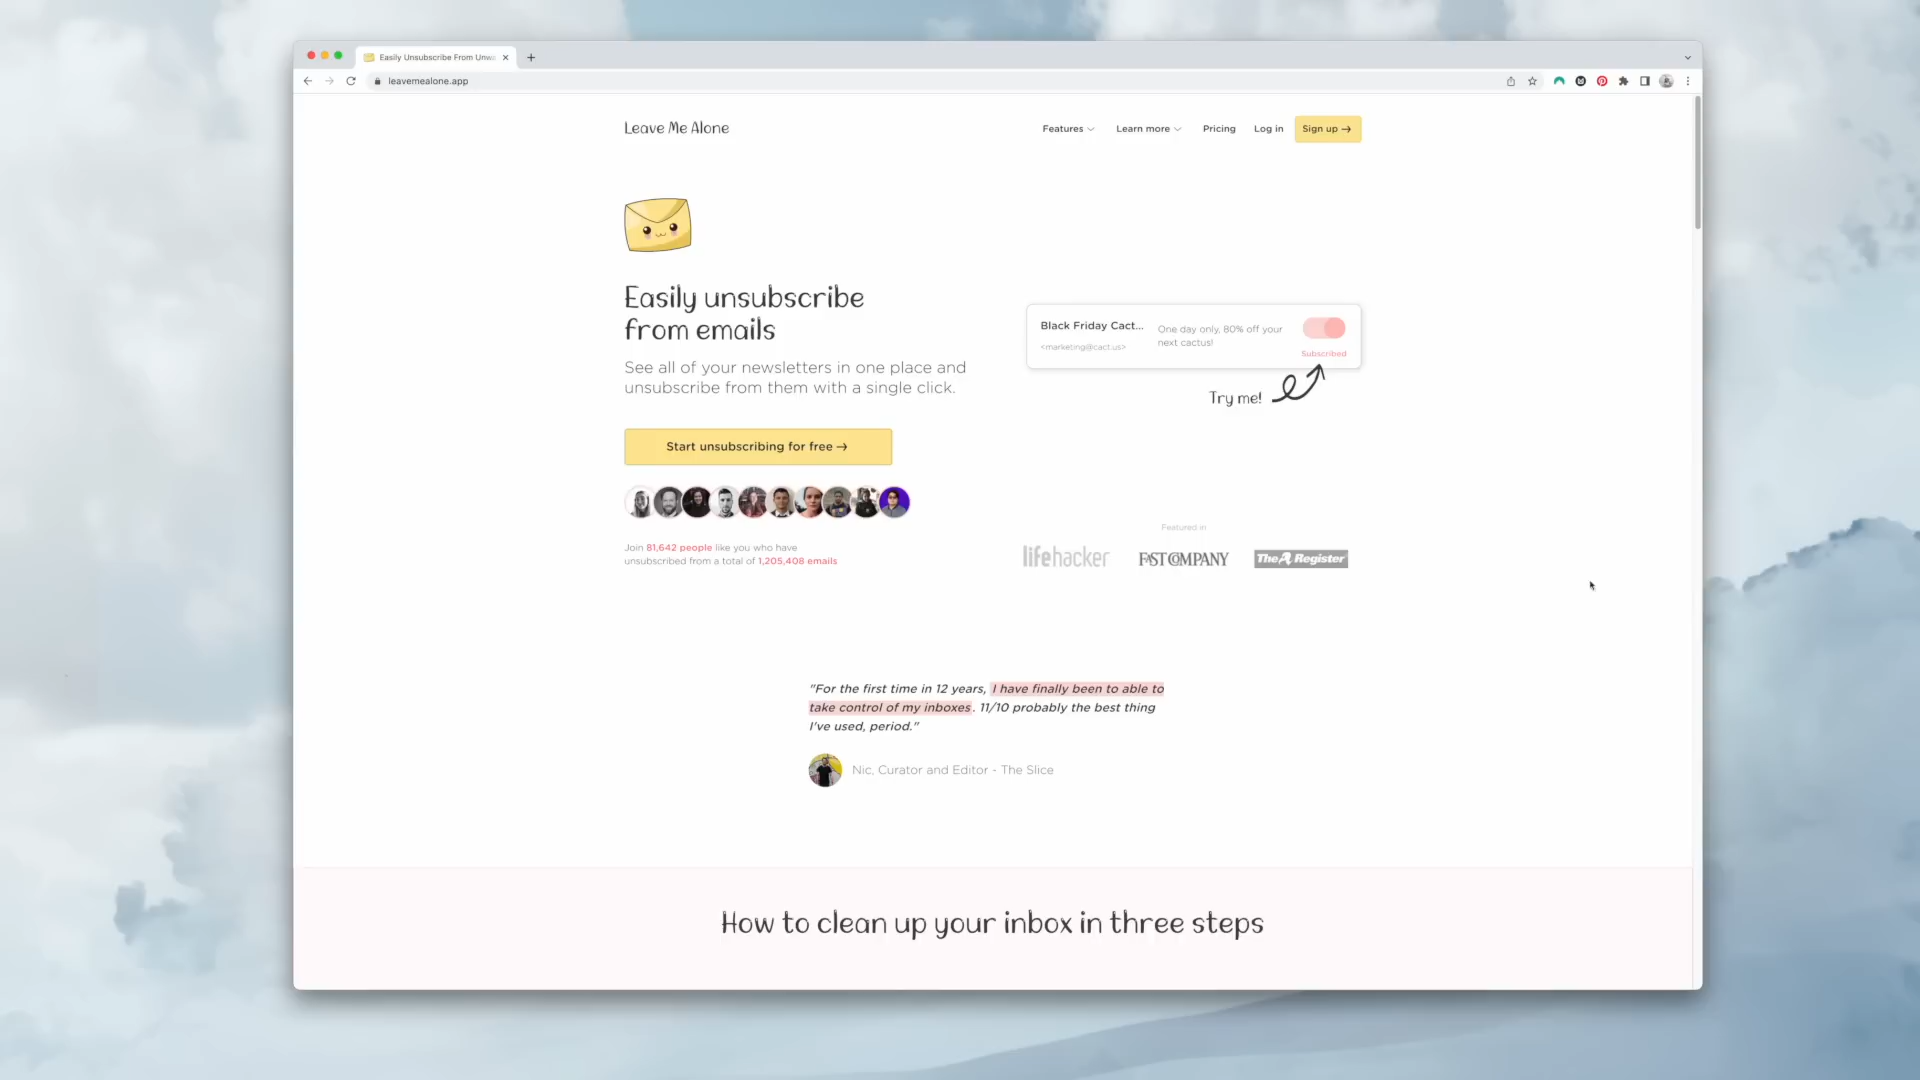 Easily Unsubscribe From Unwa
leavemealone.app
Leave Me Alone
Features
Learn more
Pricing
Log in
Sign up →
Easily unsubscribe
from emails
See all of your newsletters in one place and
unsubscribe from them with a single click.
Start unsubscribing for free →
Join 81,642 people like you who have
unsubscribed from a total of 1,205,408 emails
Black Friday Cact...
<marketing@cact.us>
One day only, 80% off your
next cactus!
Subscribed
Try me!
Featured in
lifehacker
FAST COMPANY
The Register
"For the first time in 12 years, I have finally been to able to
take control of my inboxes. 11/10 probably the best thing
I've used, period."
Nic, Curator and Editor - The Slice
How to clean up your inbox in three steps